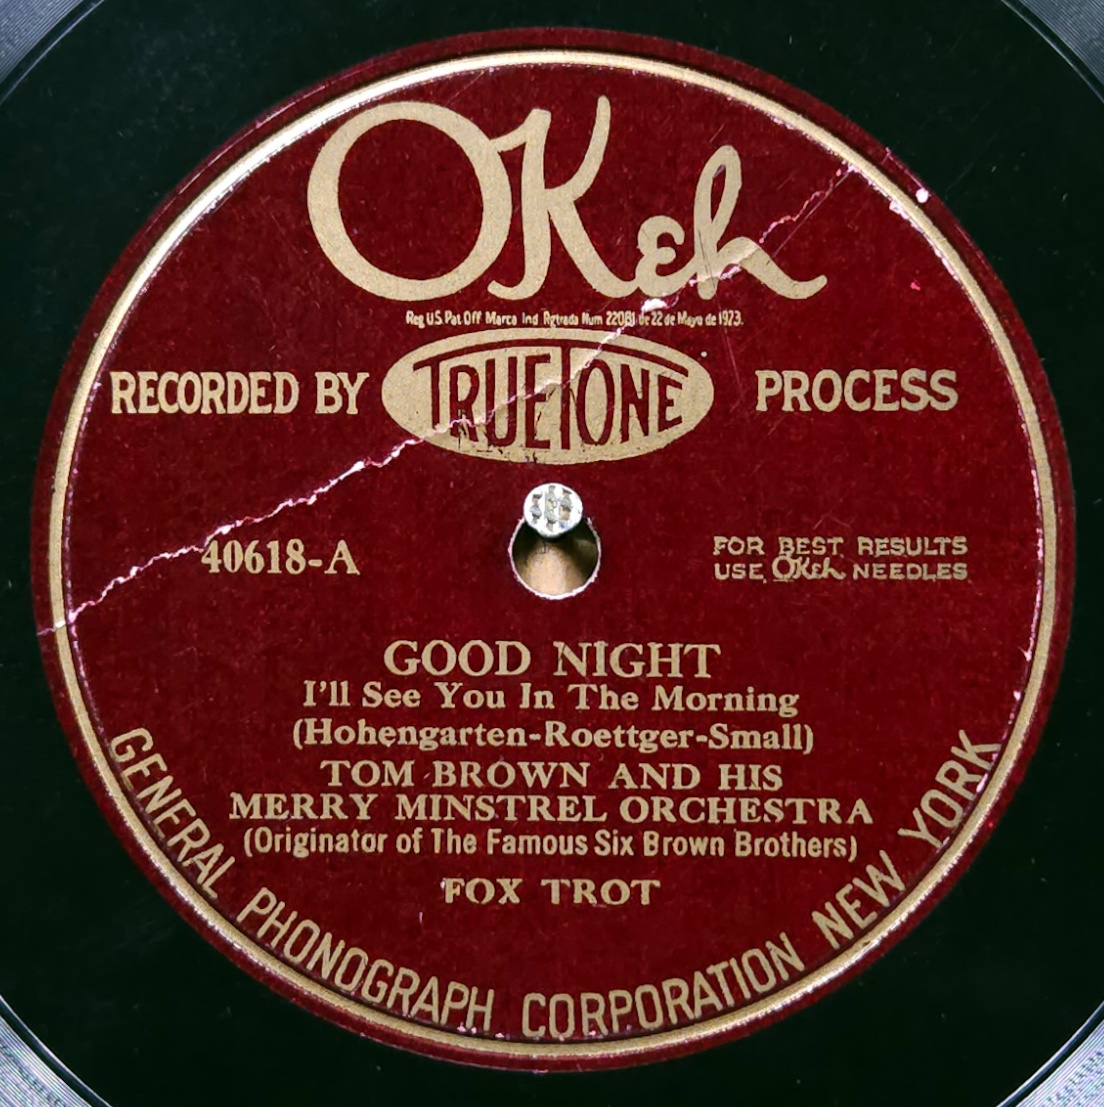 OKeh
Reg U.S. Pat Off Marca Ind Rgtrada Num 22081 de 22 de Mayo de 1923.
RECORDED BY TRUETONE PROCESS
40618-A
FOR BEST RESULTS
USE OKeh NEEDLES
GOOD NIGHT
I'll See You In The Morning
(Hohengarten-Roettger-Small)
TOM BROWN AND HIS
MERRY MINSTREL ORCHESTRA
(Originator of The Famous Six Brown Brothers)
FOX TROT
GENERAL PHONOGRAPH CORPORATION NEW YORK